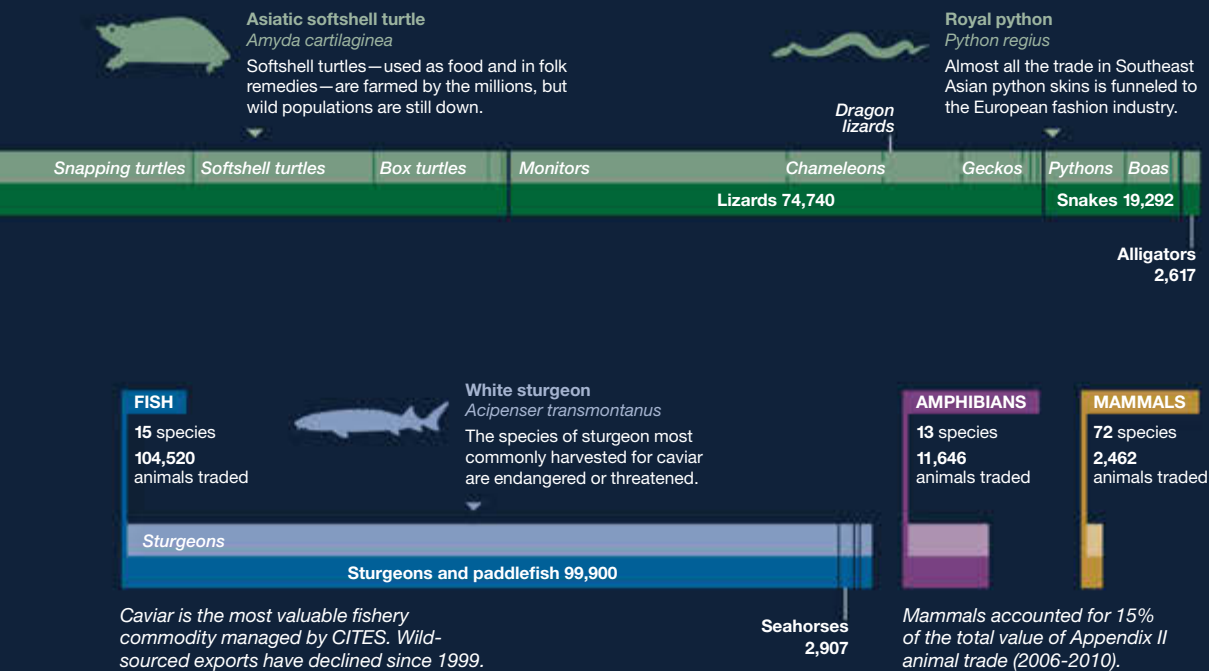 Asiatic softshell turtle
Amyda cartilaginea
Softshell turtles—used as food and in folk
remedies—are farmed by the millions, but
wild populations are still down.
Royal python
Python regius
Almost all the trade in Southeast
Asian python skins is funneled to
the European fashion industry.
Dragon
lizards
Snapping turtles Softshell turtles Box turtles Monitors Chameleons Geckos Pythons Boas
Lizards 74,740 Snakes 19,292
Alligators
2,617
FISH
15 species
104,520
animals traded
White sturgeon
Acipenser transmontanus
The species of sturgeon most
commonly harvested for caviar
are endangered or threatened.
AMPHIBIANS
13 species
11,646
animals traded
MAMMALS
72 species
2,462
animals traded
Sturgeons
Sturgeons and paddlefish 99,900
Seahorses
2,907
Caviar is the most valuable fishery
commodity managed by CITES. Wild-
sourced exports have declined since 1999.
Mammals accounted for 15%
of the total value of Appendix II
animal trade (2006-2010).